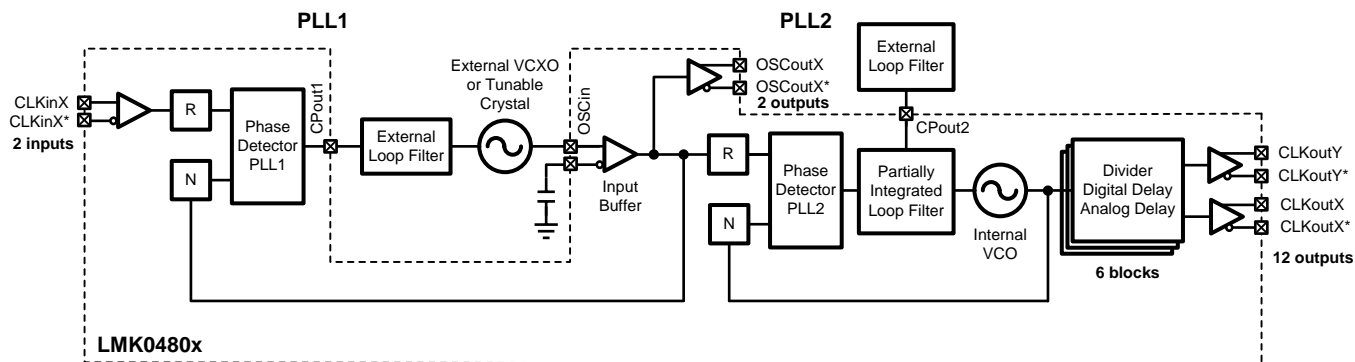 PLL1
PLL2
CLKinX
CLKinX*
2 inputs
R
N
Phase
Detector
PLL1
CPout1
External
Loop Filter
External VCXO
or Tunable
Crystal
OSCin
Input
Buffer
OSCoutX
OSCoutX*
2 outputs
R
N
Phase
Detector
PLL2
External
Loop Filter
CPout2
Partially
Integrated
Loop Filter
Internal
VCO
Divider
Digital Delay
Analog Delay
6 blocks
CLKoutY
CLKoutY*
CLKoutX
CLKoutX*
12 outputs
LMK0480x